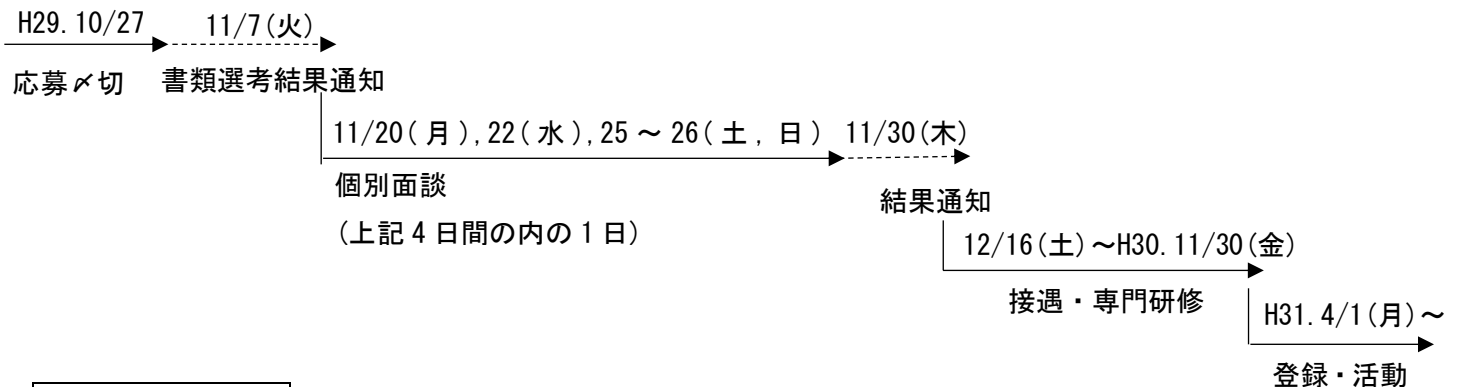 H29.10/27
11/7(火)
応募〆切
書類選考結果通知
11/20(月),22(水),25～26(土,日)
11/30(木)
個別面談
(上記4日間の内の1日)
結果通知
12/16(土)～H30.11/30(金)
接遇・専門研修
H31.4/1(月)～
登録・活動